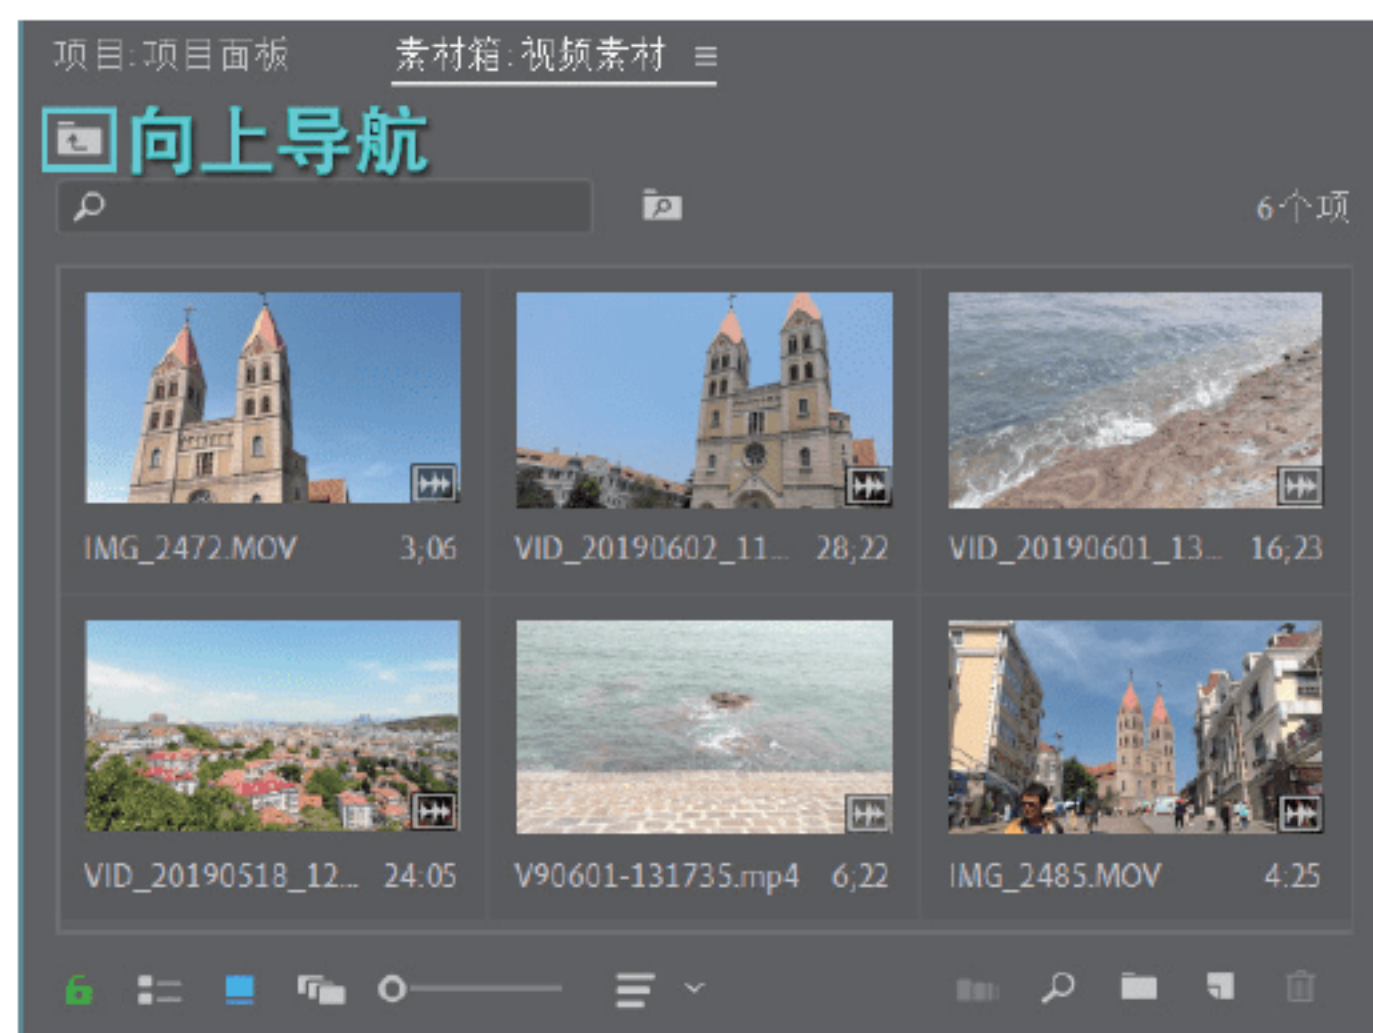 项目:项目面板 素材箱:视频素材
向上导航
6个项
IMG_2472.MOV 3;06 VID_20190602_11... 28;22 VID_20190601_13... 16;23
VID_20190518_12... 24:05 V90601-131735.mp4 6;22 IMG_2485.MOV 4:25